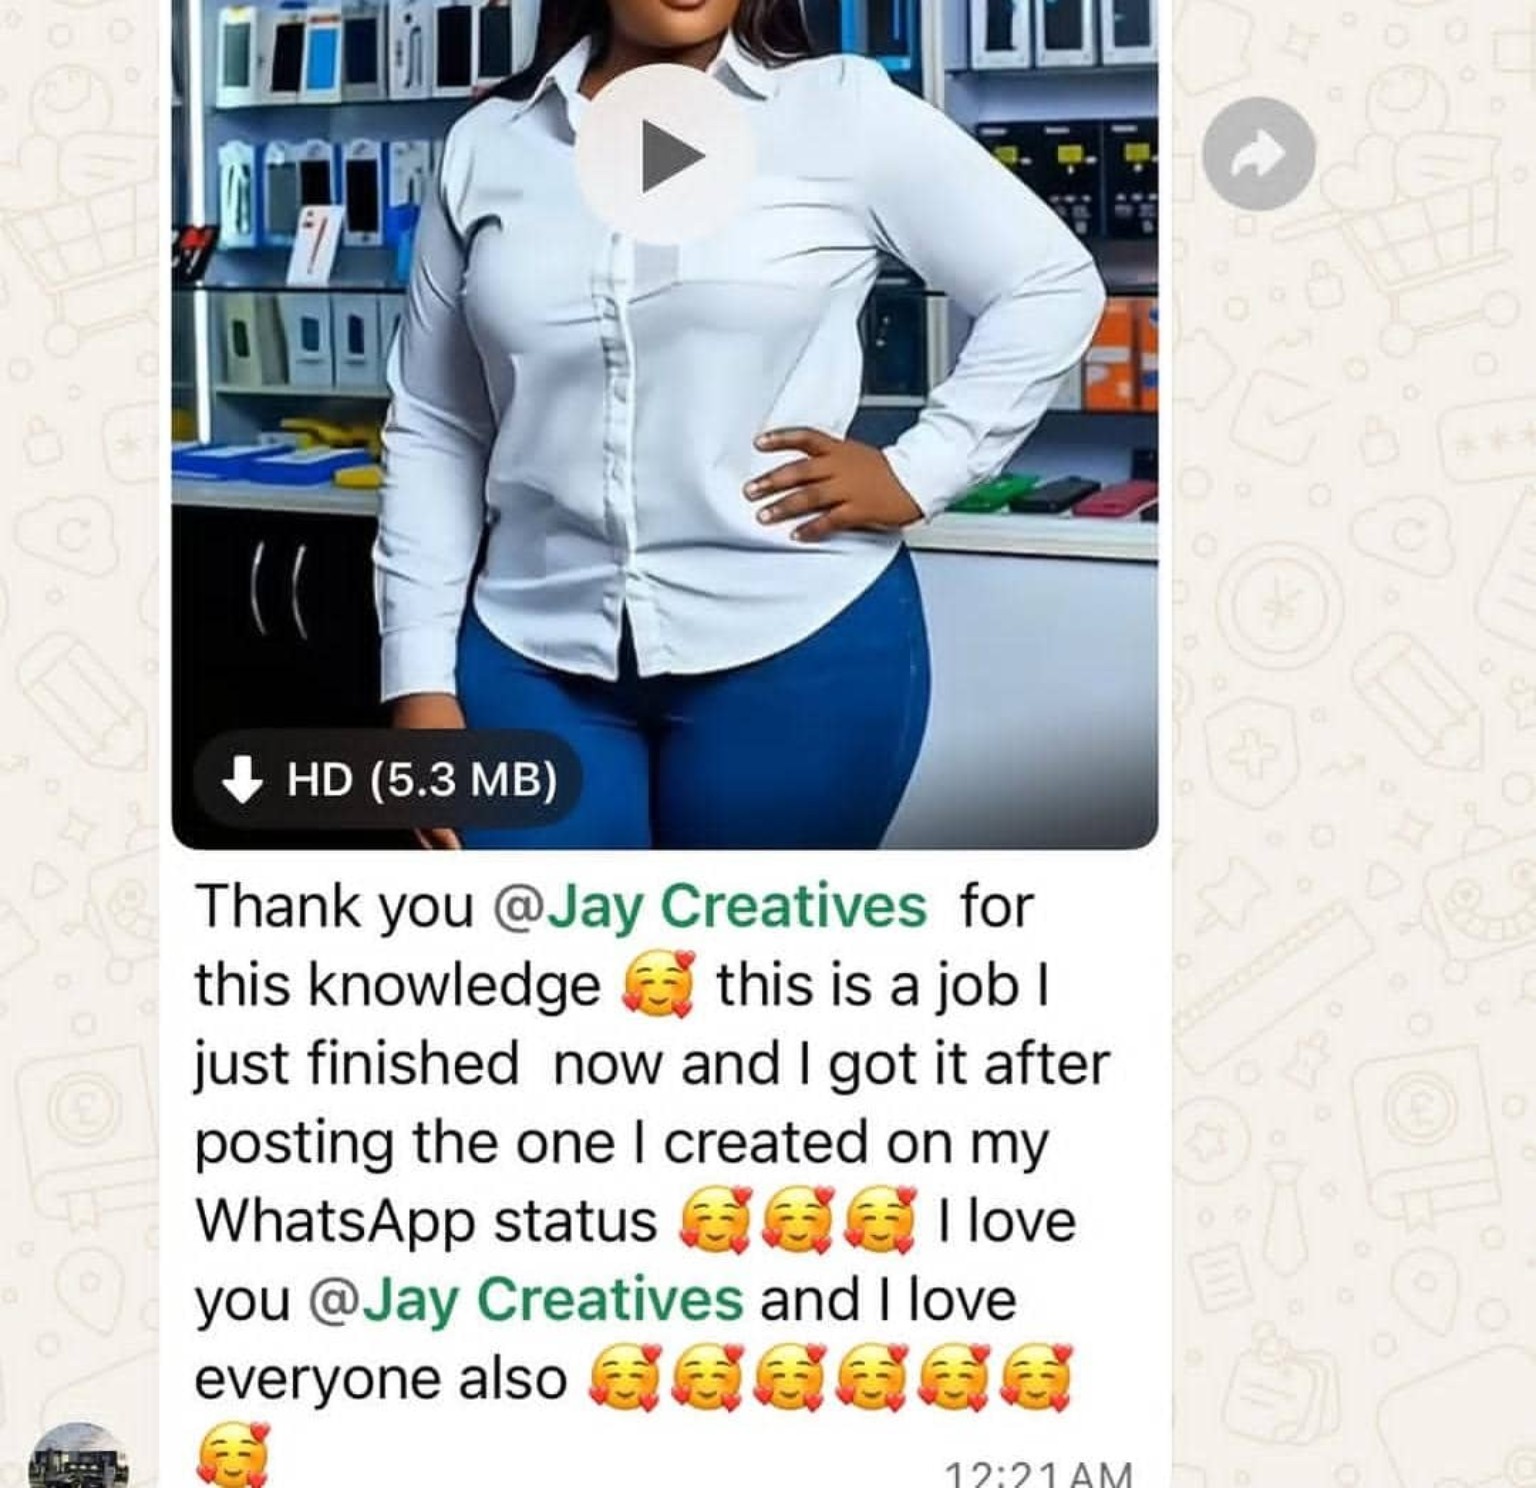 HD (5.3 MB)
Thank you @Jay Creatives for
this knowledge 🥰 this is a job I
just finished now and I got it after
posting the one I created on my
WhatsApp status 🥰🥰🥰 I love
you @Jay Creatives and I love
everyone also 🥰🥰🥰🥰🥰🥰
🥰
12:21 AM